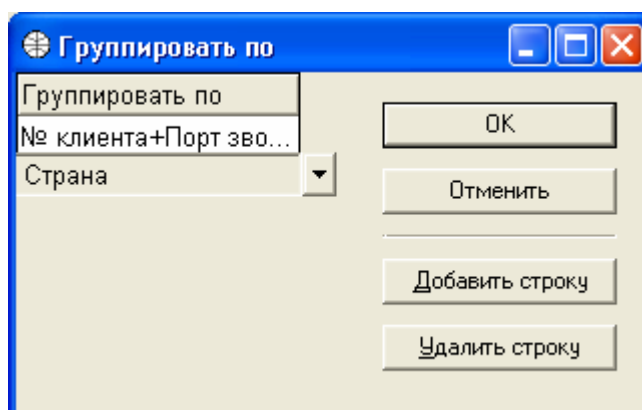 Группировать по
Группировать по
№ клиента+Порт зво...
Страна
OK
Отменить
Добавить строку
Удалить строку